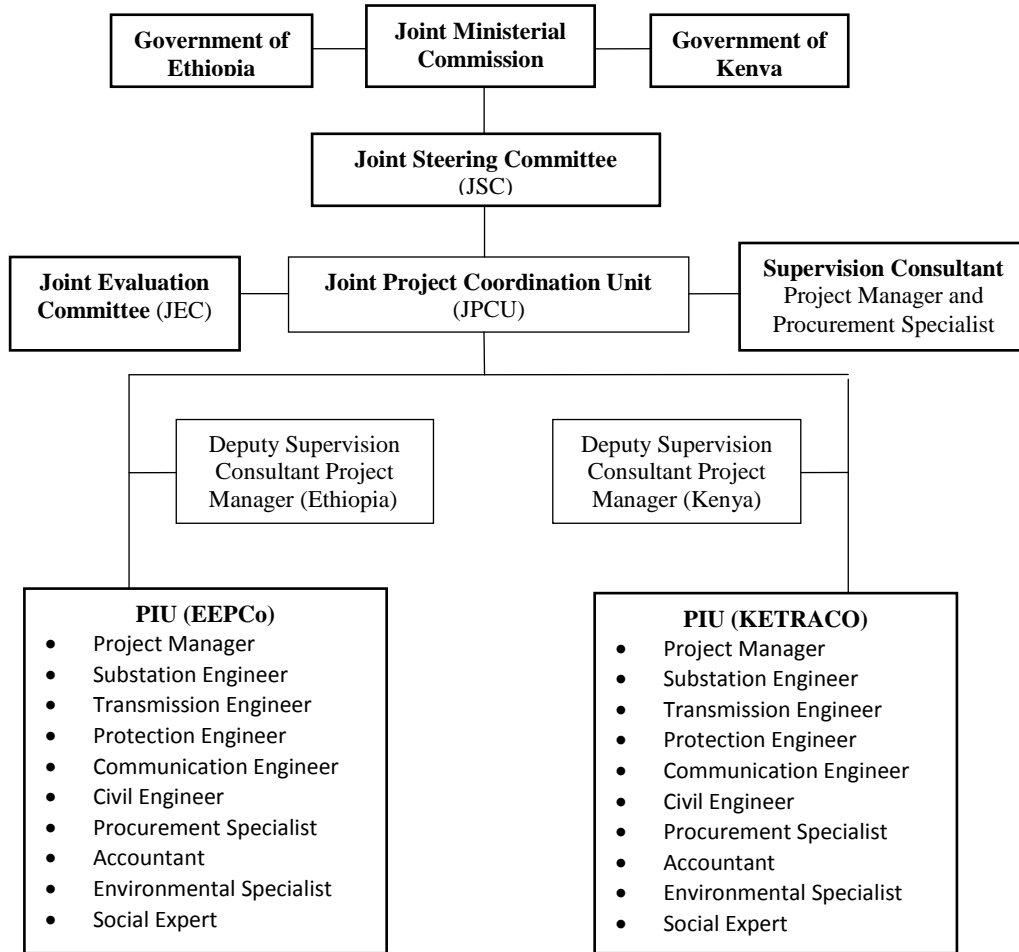 Government of
Ethiopia
Joint Ministerial
Commission
Government of
Kenya
Joint Steering Committee
(JSC)
Joint Evaluation
Committee (JEC)
Joint Project Coordination Unit
(JPCU)
Supervision Consultant
Project Manager and
Procurement Specialist
Deputy Supervision
Consultant Project
Manager (Ethiopia)
Deputy Supervision
Consultant Project
Manager (Kenya)
PIU (EEPCo)
• Project Manager
• Substation Engineer
• Transmission Engineer
• Protection Engineer
• Communication Engineer
• Civil Engineer
• Procurement Specialist
• Accountant
• Environmental Specialist
• Social Expert
PIU (KETRACO)
• Project Manager
• Substation Engineer
• Transmission Engineer
• Protection Engineer
• Communication Engineer
• Civil Engineer
• Procurement Specialist
• Accountant
• Environmental Specialist
• Social Expert